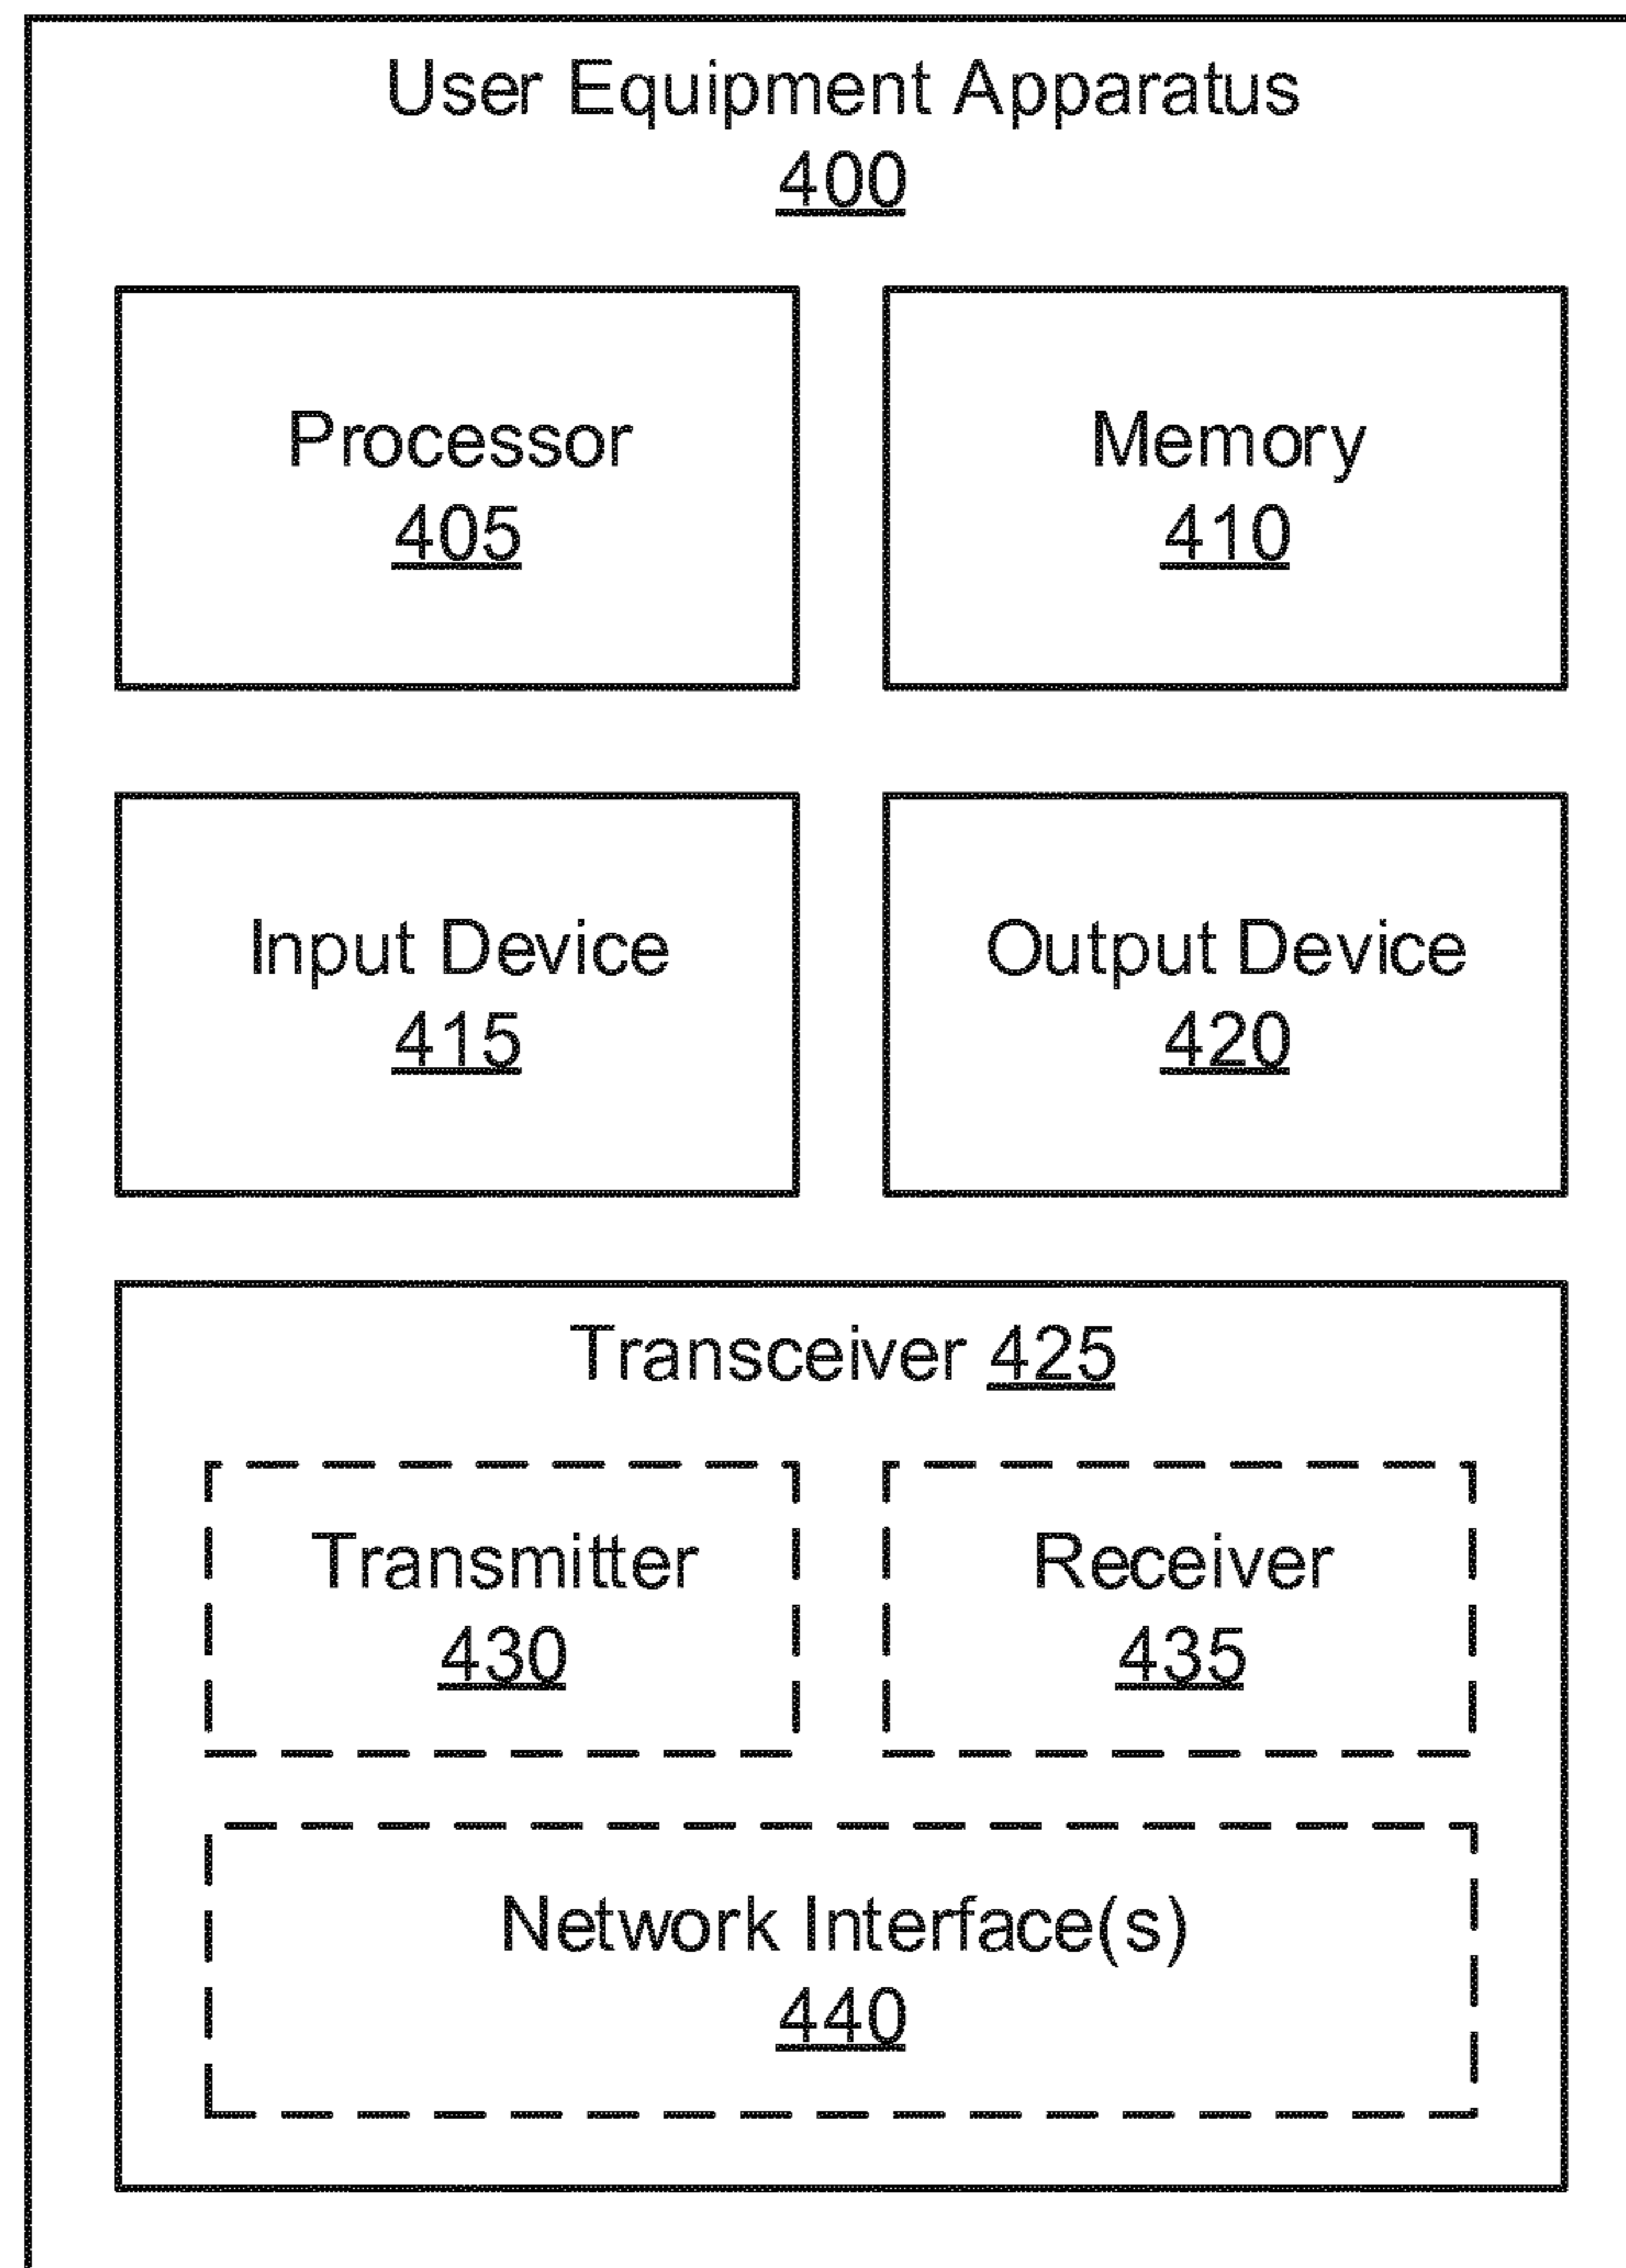 User Equipment Apparatus
400
Processor
405
Memory
410
Input Device
415
Output Device
420
Transceiver 425
Transmitter
430
Receiver
435
Network Interface(s)
440